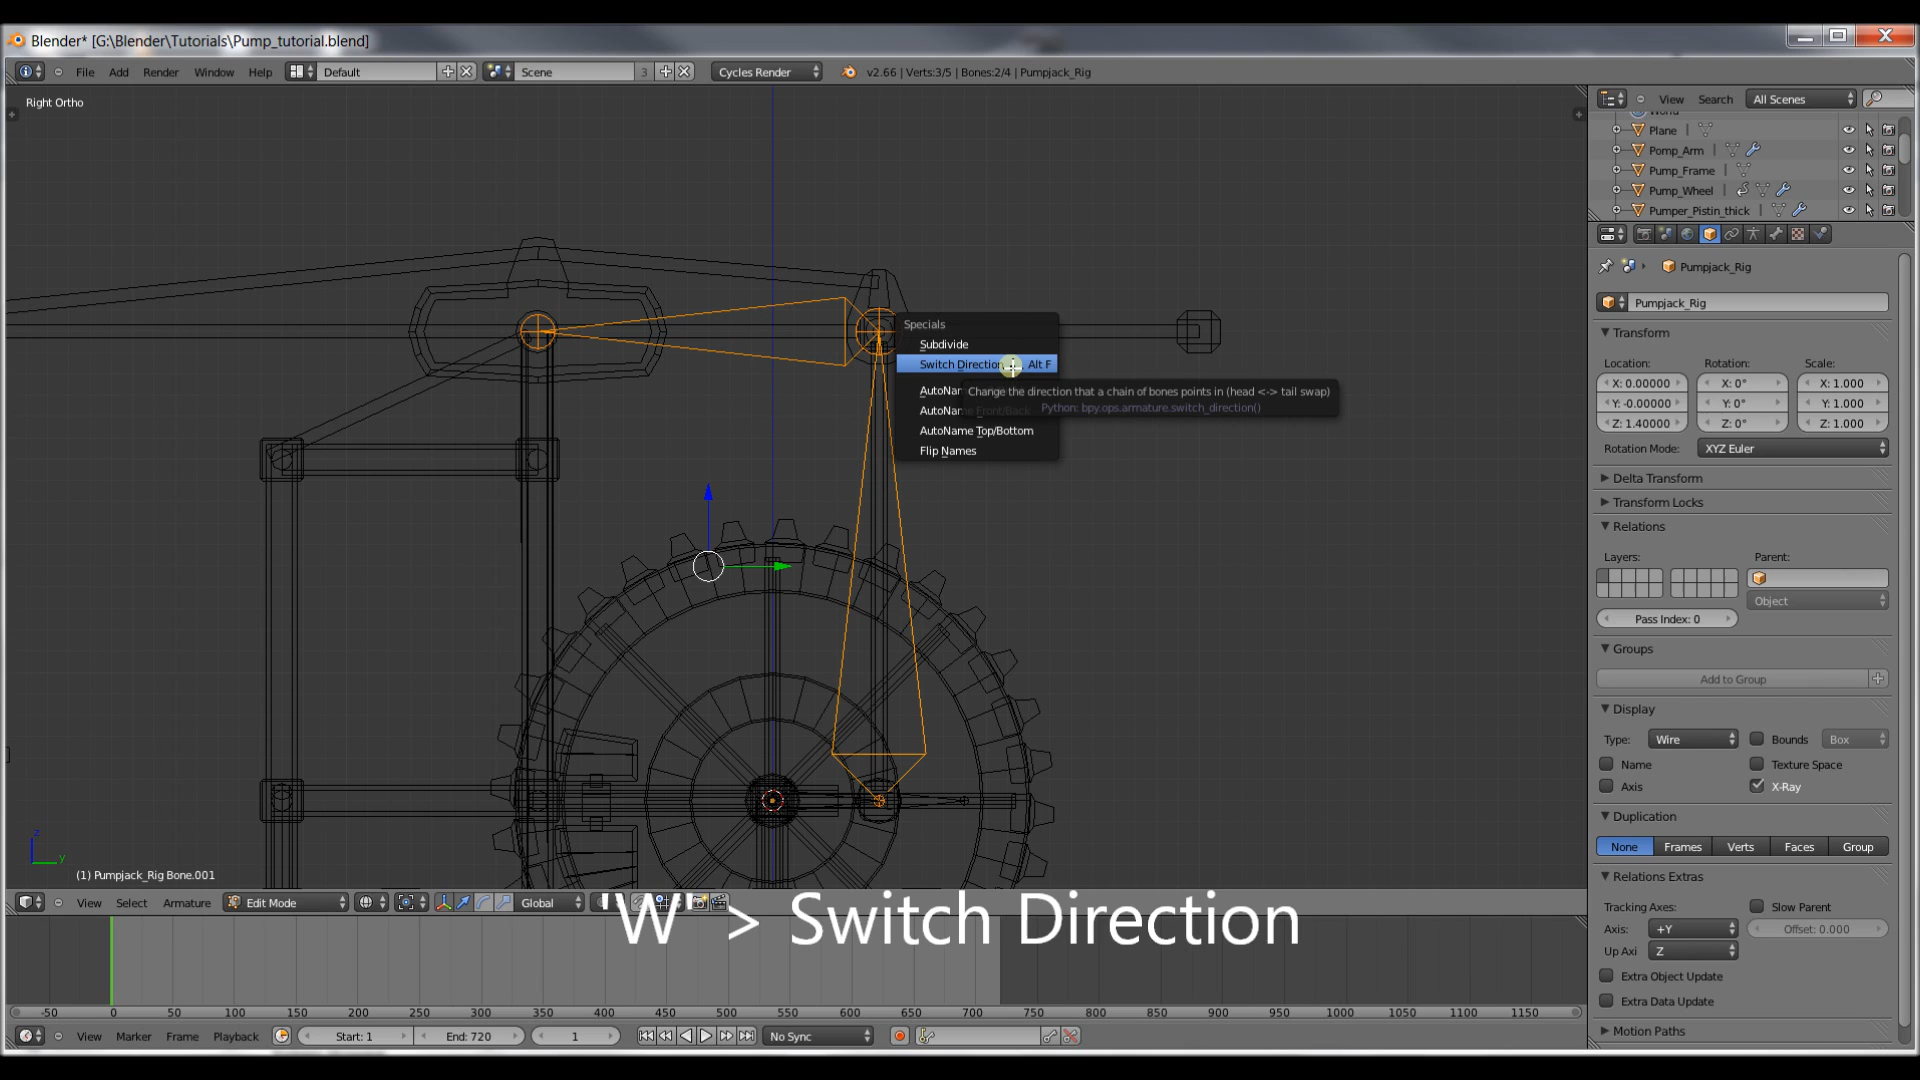 Blender* [G:\Blender\Tutorials\Pump_tutorial.blend]
File Add Render Window Help Default Scene 3 Cycles Render v2.66 | Verts:3/5 | Bones:2/4 | Pumpjack_Rig
Right Ortho
View Search All Scenes
World
Plane
Pomp_Arm
Pump_Frame
Pump_Wheel
Pumper_Pistin_thick
Pumpjack_Rig
Pumpjack_Rig
Transform
Location: Rotation: Scale:
X: 0.00000 X: 0° X: 1.000
Y: -0.00000 Y: 0° Y: 1.000
Z: 1.40000 Z: 0° Z: 1.000
Rotation Mode: XYZ Euler
Delta Transform
Transform Locks
Relations
Layers: Parent:
Object
Pass Index: 0
Groups
Add to Group
Display
Type: Wire Bounds Box
Name Texture Space
Axis X-Ray
Duplication
None Frames Verts Faces Group
Relations Extras
Tracking Axes: Slow Parent
Axis: +Y Offset: 0.000
Up Axi Z
Extra Object Update
Extra Data Update
Motion Paths
Specials
Subdivide
Switch Direction Alt F
AutoNar
AutoName Front/Back
AutoName Top/Bottom
Flip Names
Change the direction that a chain of bones points in (head <-> tail swap)
Python: bpy.ops.armature.switch_direction()
z
y
(1) Pumpjack_Rig Bone.001
View Select Armature Edit Mode Global
'W' > Switch Direction
-50 0 50 100 150 200 250 300 350 400 450 500 550 600 650 700 750 800 850 900 950 1000 1050 1100 1150
View Marker Frame Playback Start: 1 End: 720 1 No Sync